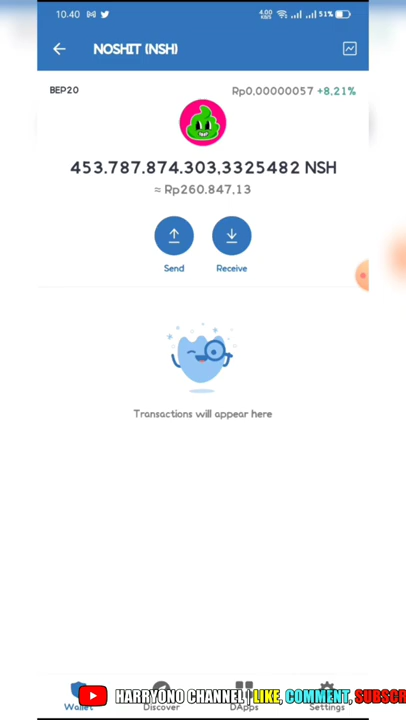 10.40 4.00 KB/S 51%
NOSHIT (NSH)
BEP20 Rp0,00000057 +8,21%
453.787.874.303,3325482 NSH
≈ Rp260.847,13
Send Receive
Transactions will appear here
Wallet Discover DApps Settings
HARRYONO CHANNEL | LIKE, COMMENT, SUBSCR